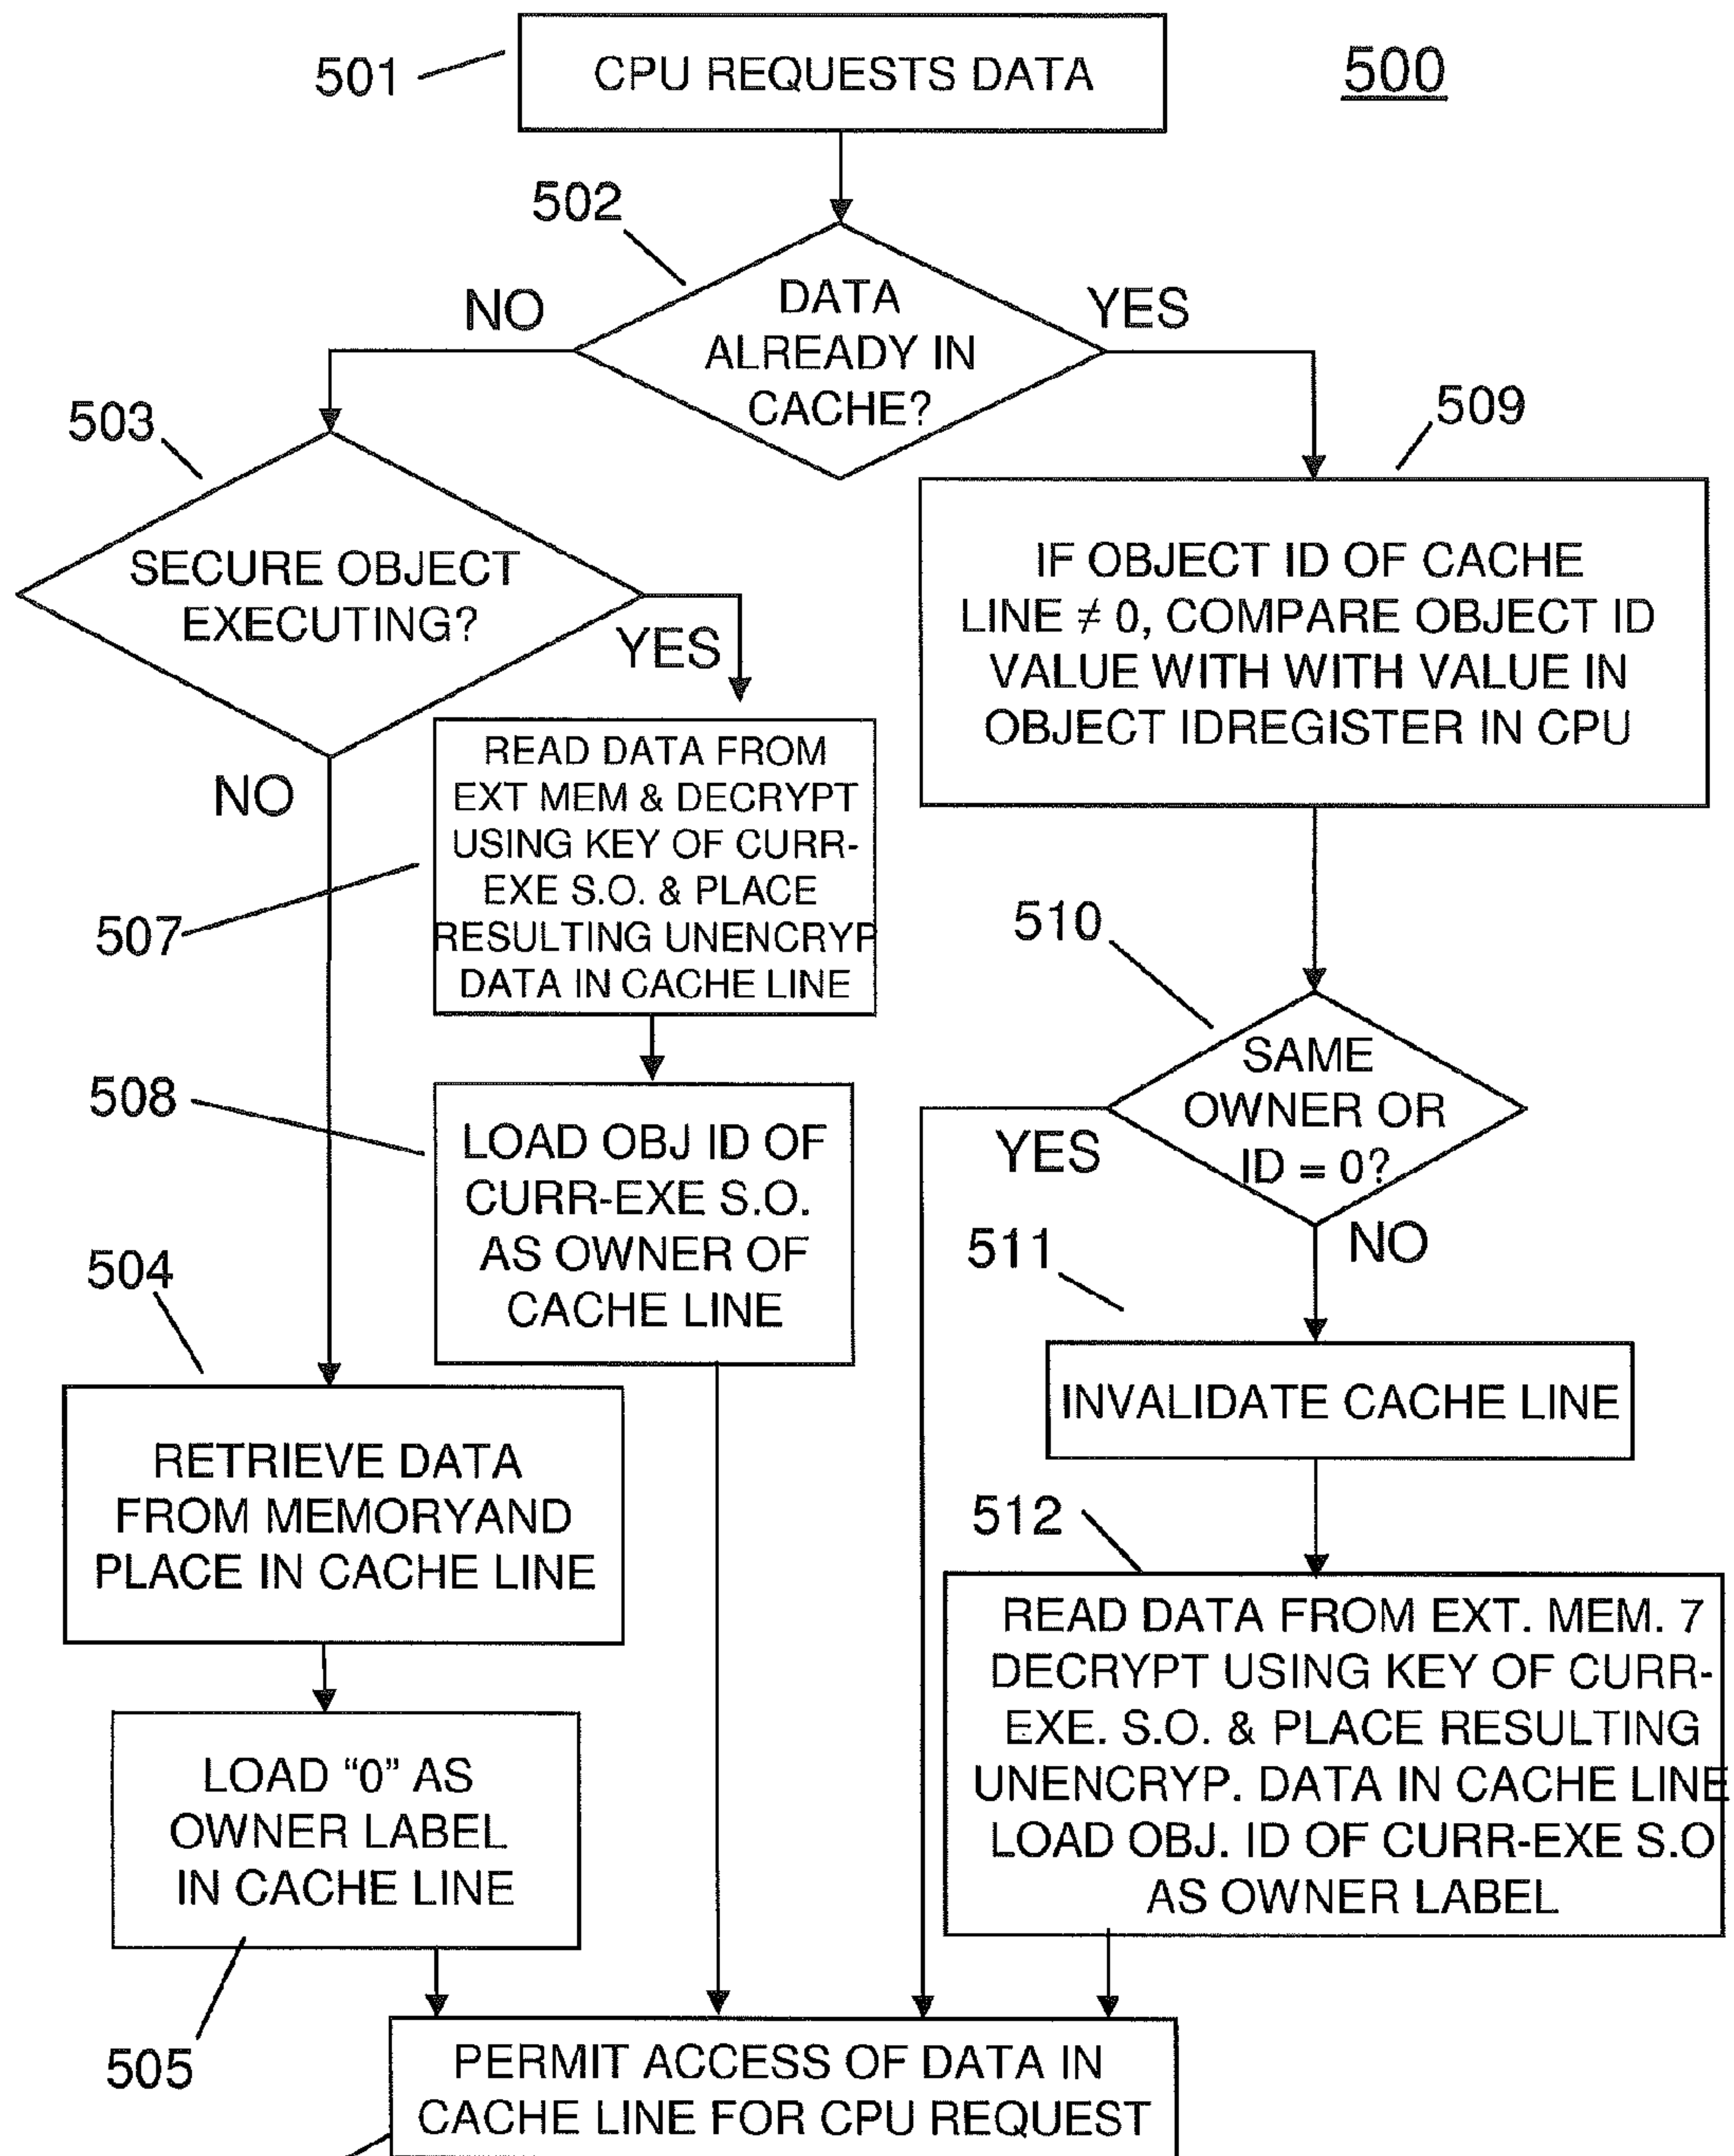 501
CPU REQUESTS DATA
500
502
DATA
ALREADY IN
CACHE?
NO
YES
503
SECURE OBJECT
EXECUTING?
YES
NO
509
IF OBJECT ID OF CACHE
LINE ≠ 0, COMPARE OBJECT ID
VALUE WITH WITH VALUE IN
OBJECT IDREGISTER IN CPU
READ DATA FROM
EXT MEM & DECRYPT
USING KEY OF CURR-
EXE S.O. & PLACE
RESULTING UNENCRYP
DATA IN CACHE LINE
507
510
SAME
OWNER OR
ID = 0?
YES
NO
508
LOAD OBJ ID OF
CURR-EXE S.O.
AS OWNER OF
CACHE LINE
511
INVALIDATE CACHE LINE
504
RETRIEVE DATA
FROM MEMORYAND
PLACE IN CACHE LINE
512
READ DATA FROM EXT. MEM. 7
DECRYPT USING KEY OF CURR-
EXE. S.O. & PLACE RESULTING
UNENCRYP. DATA IN CACHE LINE
LOAD OBJ. ID OF CURR-EXE S.O
AS OWNER LABEL
LOAD “0” AS
OWNER LABEL
IN CACHE LINE
505
PERMIT ACCESS OF DATA IN
CACHE LINE FOR CPU REQUEST